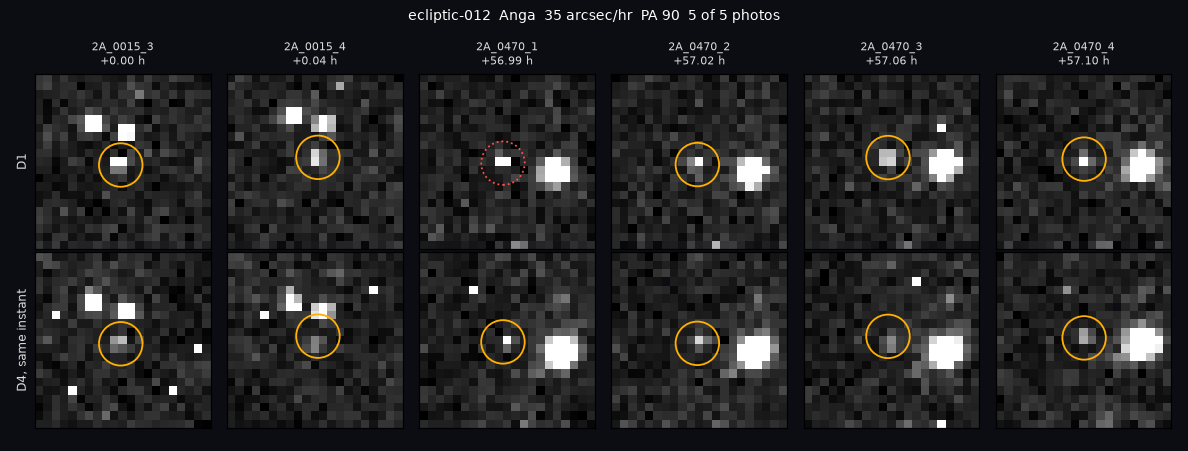 ecliptic-012  Anga  35 arcsec/hr  PA 90  5 of 5 photos
2A_0015_3
+0.00 h
2A_0015_4
+0.04 h
2A_0470_1
+56.99 h
2A_0470_2
+57.02 h
2A_0470_3
+57.06 h
2A_0470_4
+57.10 h
D1
D4, same instant